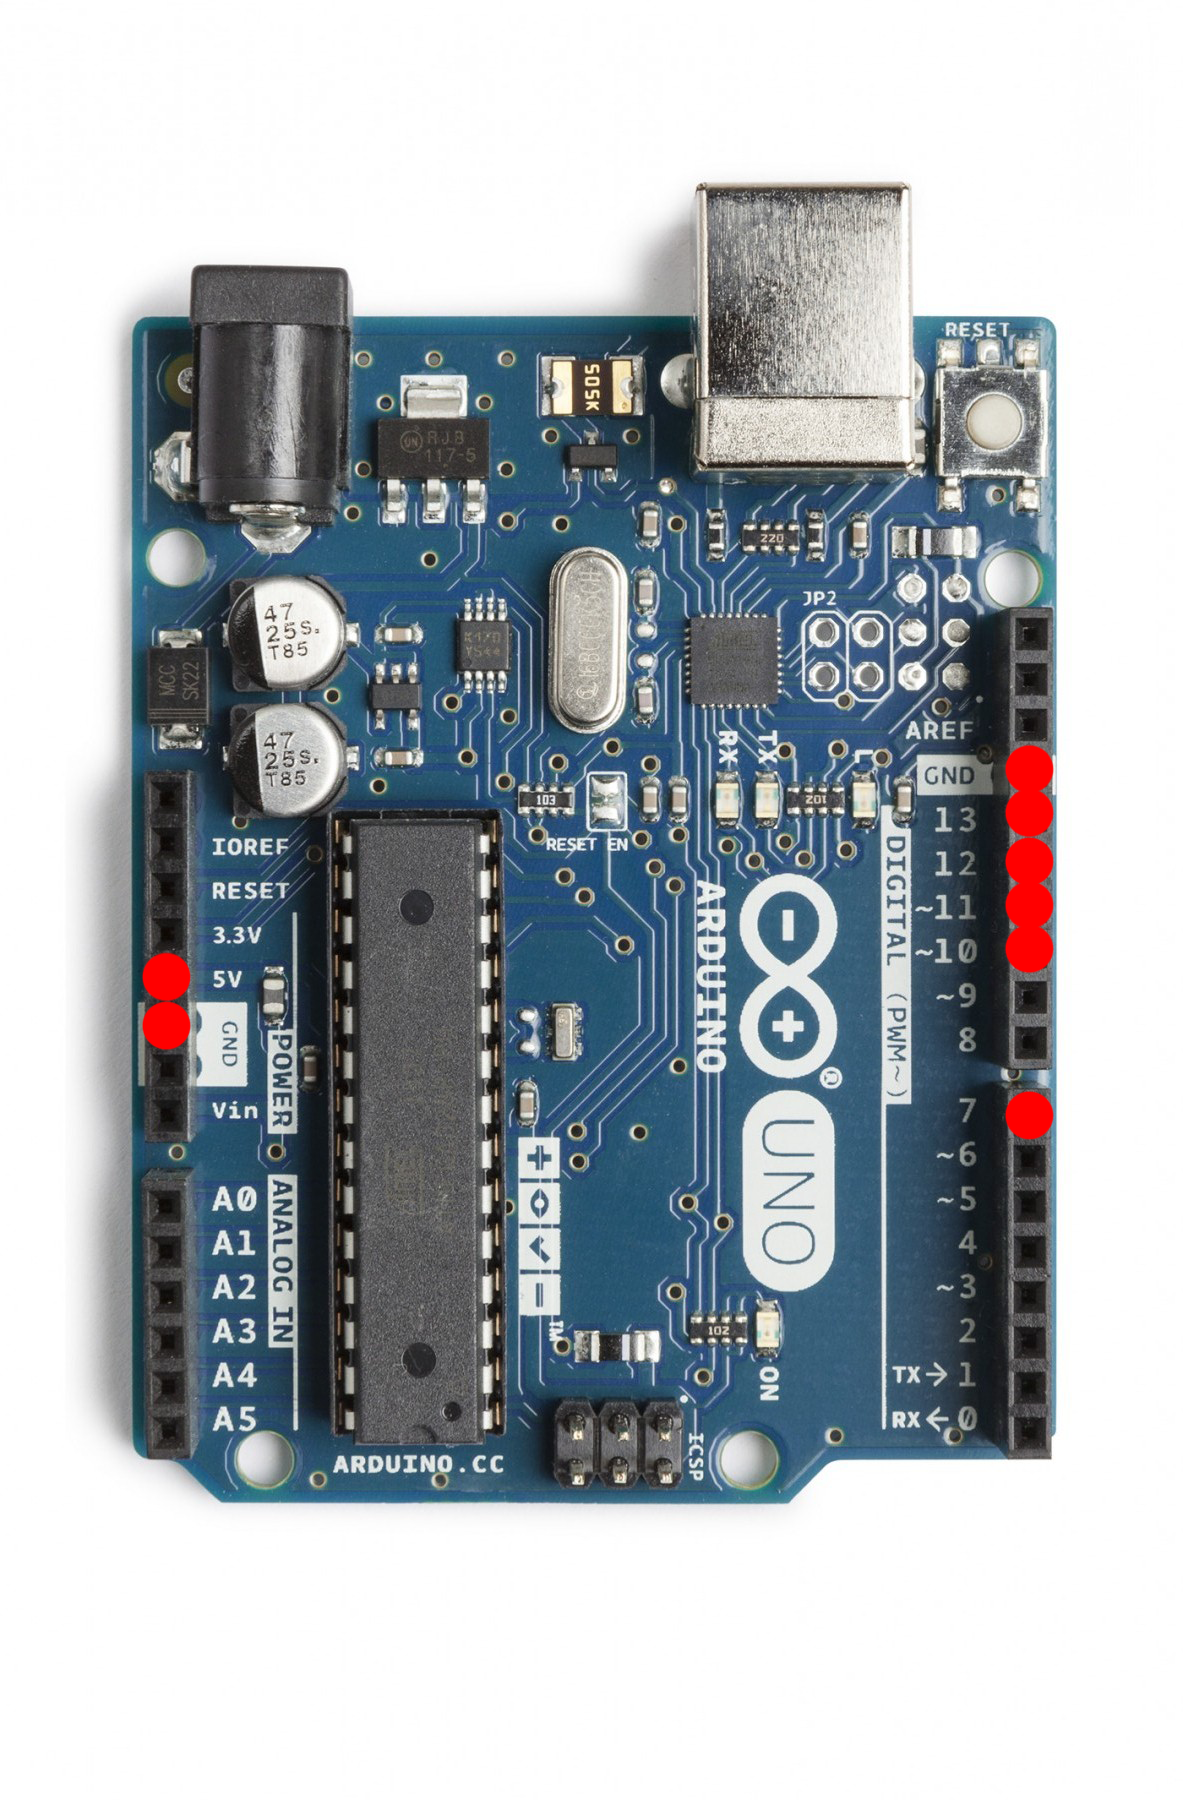 RESET
505K
RJB
117-5
220
JP2
47
25S.
T85
MCC
SK22
47
25S.
T85
AREF
RX
TX
L
GND
103
201
RESET EN
IOREF
RESET
3.3V
5V
GND
POWER
Vin
13
12
~11
~10
~9
8
DIGITAL (PWM~)
ARDUINO
UNO
7
~6
~5
4
~3
2
TX→ 1
RX← 0
A0
A1
A2
A3
A4
A5
ANALOG IN
TM
102
ON
ICSP
ARDUINO.CC